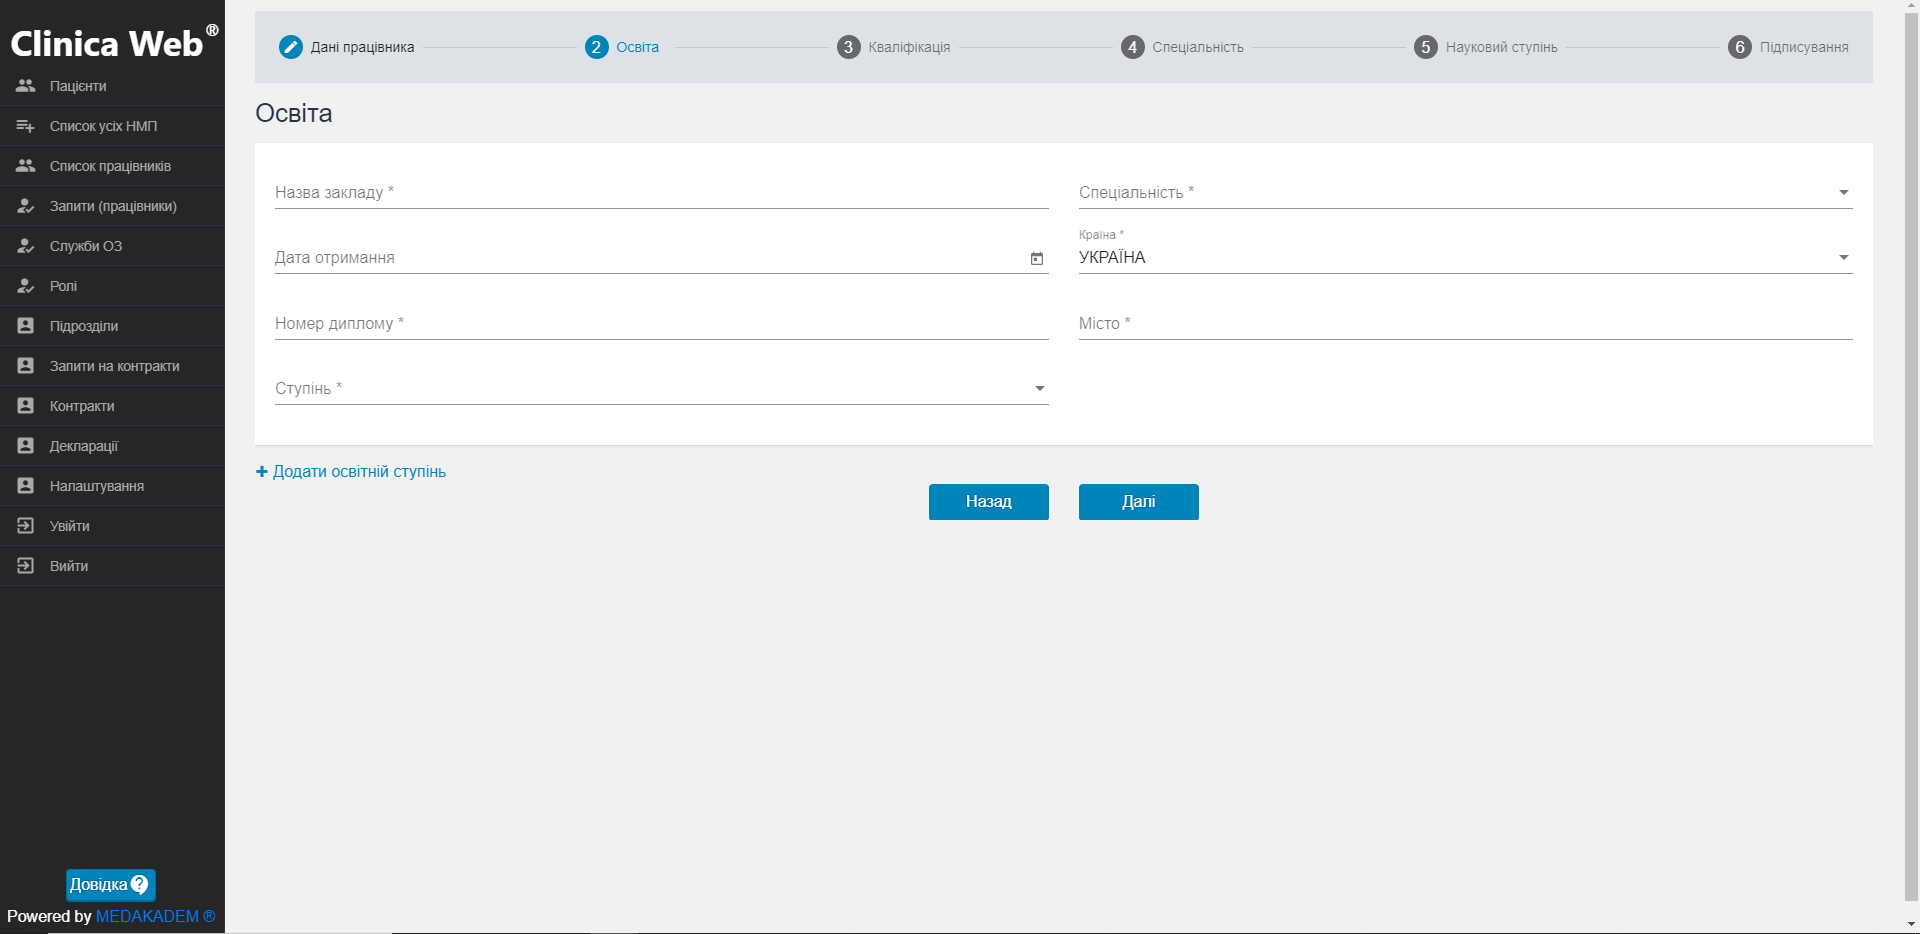 Clinica Web®
Пацієнти
Список усіх НМП
Список працівників
Запити (працівники)
Служби ОЗ
Ролі
Підрозділи
Запити на контракти
Контракти
Декларації
Налаштування
Увійти
Вийти
Довідка ?
Powered by MEDAKADEM ®
Дані працівника
2 Освіта
3 Кваліфікація
4 Спеціальність
5 Науковий ступінь
6 Підписування
Освіта
Назва закладу *
Спеціальність *
Дата отримання
Країна *
УКРАЇНА
Номер диплому *
Місто *
Ступінь *
+ Додати освітній ступінь
Назад
Далі